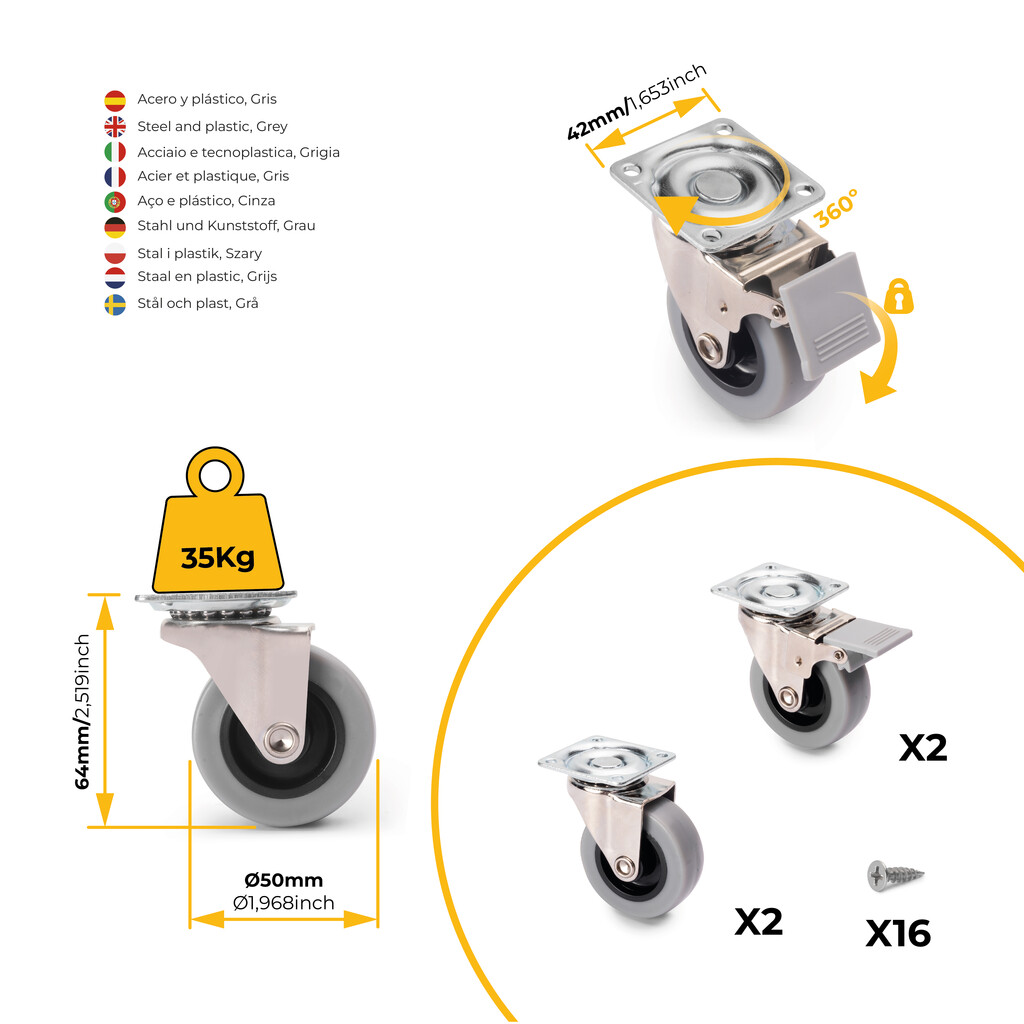 Acero y plástico, Gris
Steel and plastic, Grey
Acciaio e tecnoplastica, Grigia
Acier et plastique, Gris
Aço e plástico, Cinza
Stahl und Kunststoff, Grau
Stal i plastik, Szary
Staal en plastic, Grijs
Stål och plast, Grå
42mm/1,653inch
360°
35Kg
64mm/2,519inch
Ø50mm
Ø1,968inch
X2
X2
X16